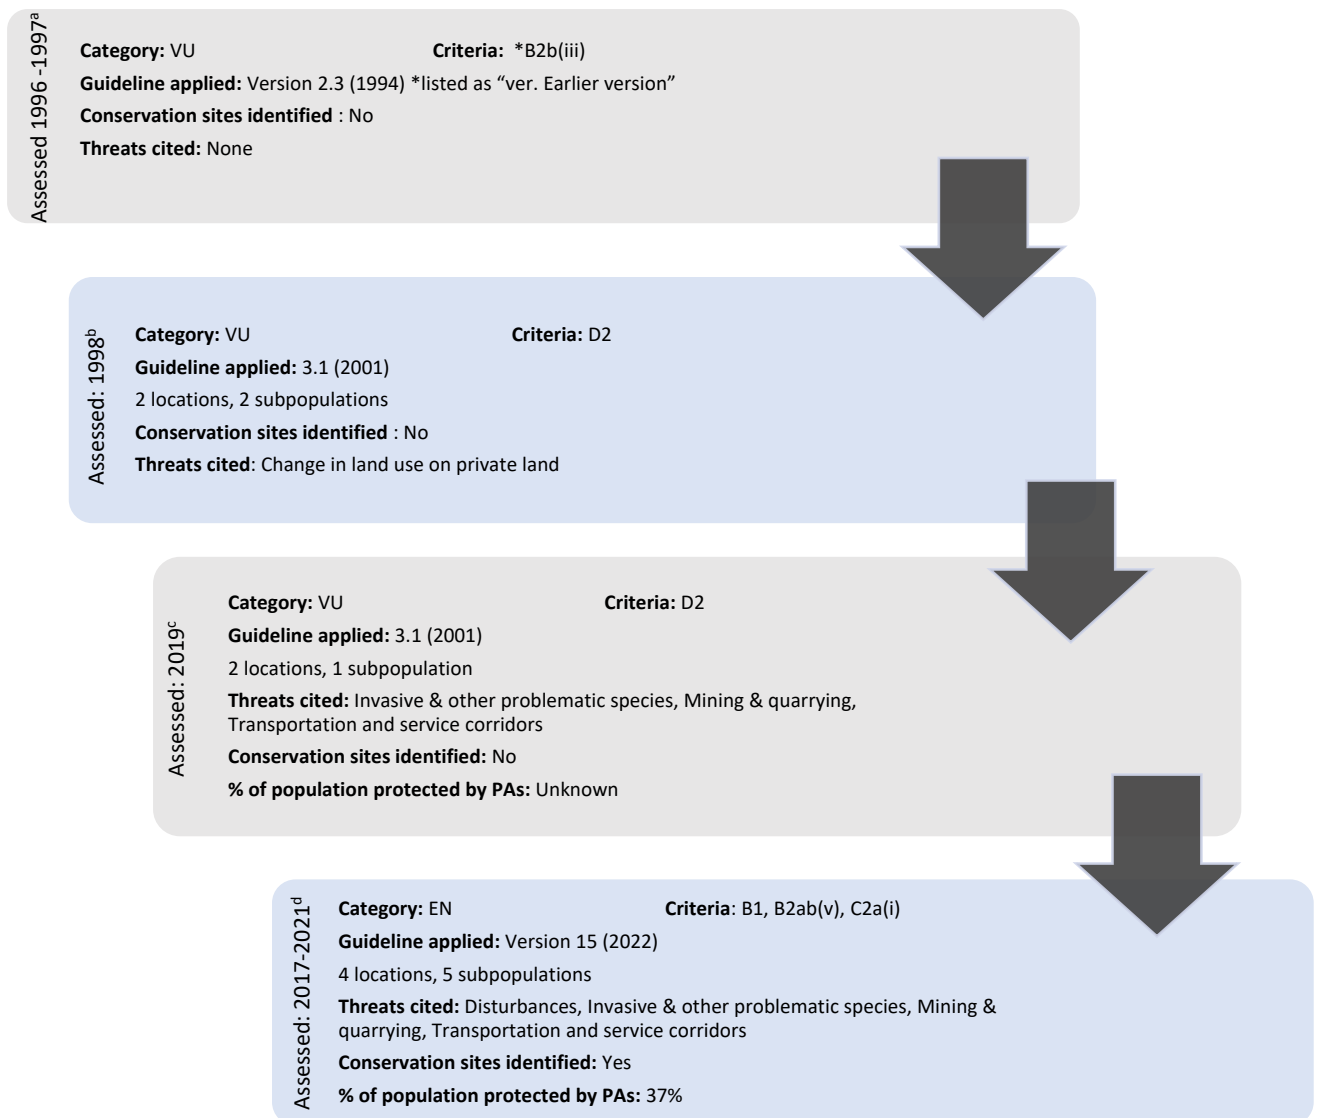 Assessed 1996 -1997a
Category: VU Criteria: *B2b(iii)
Guideline applied: Version 2.3 (1994) *listed as “ver. Earlier version”
Conservation sites identified : No
Threats cited: None
Assessed: 1998b
Category: VU Criteria: D2
Guideline applied: 3.1 (2001)
2 locations, 2 subpopulations
Conservation sites identified : No
Threats cited: Change in land use on private land
Assessed: 2019c
Category: VU Criteria: D2
Guideline applied: 3.1 (2001)
2 locations, 1 subpopulation
Threats cited: Invasive & other problematic species, Mining & quarrying,
Transportation and service corridors
Conservation sites identified: No
% of population protected by PAs: Unknown
Assessed: 2017-2021d
Category: EN Criteria: B1, B2ab(v), C2a(i)
Guideline applied: Version 15 (2022)
4 locations, 5 subpopulations
Threats cited: Disturbances, Invasive & other problematic species, Mining &
quarrying, Transportation and service corridors
Conservation sites identified: Yes
% of population protected by PAs: 37%